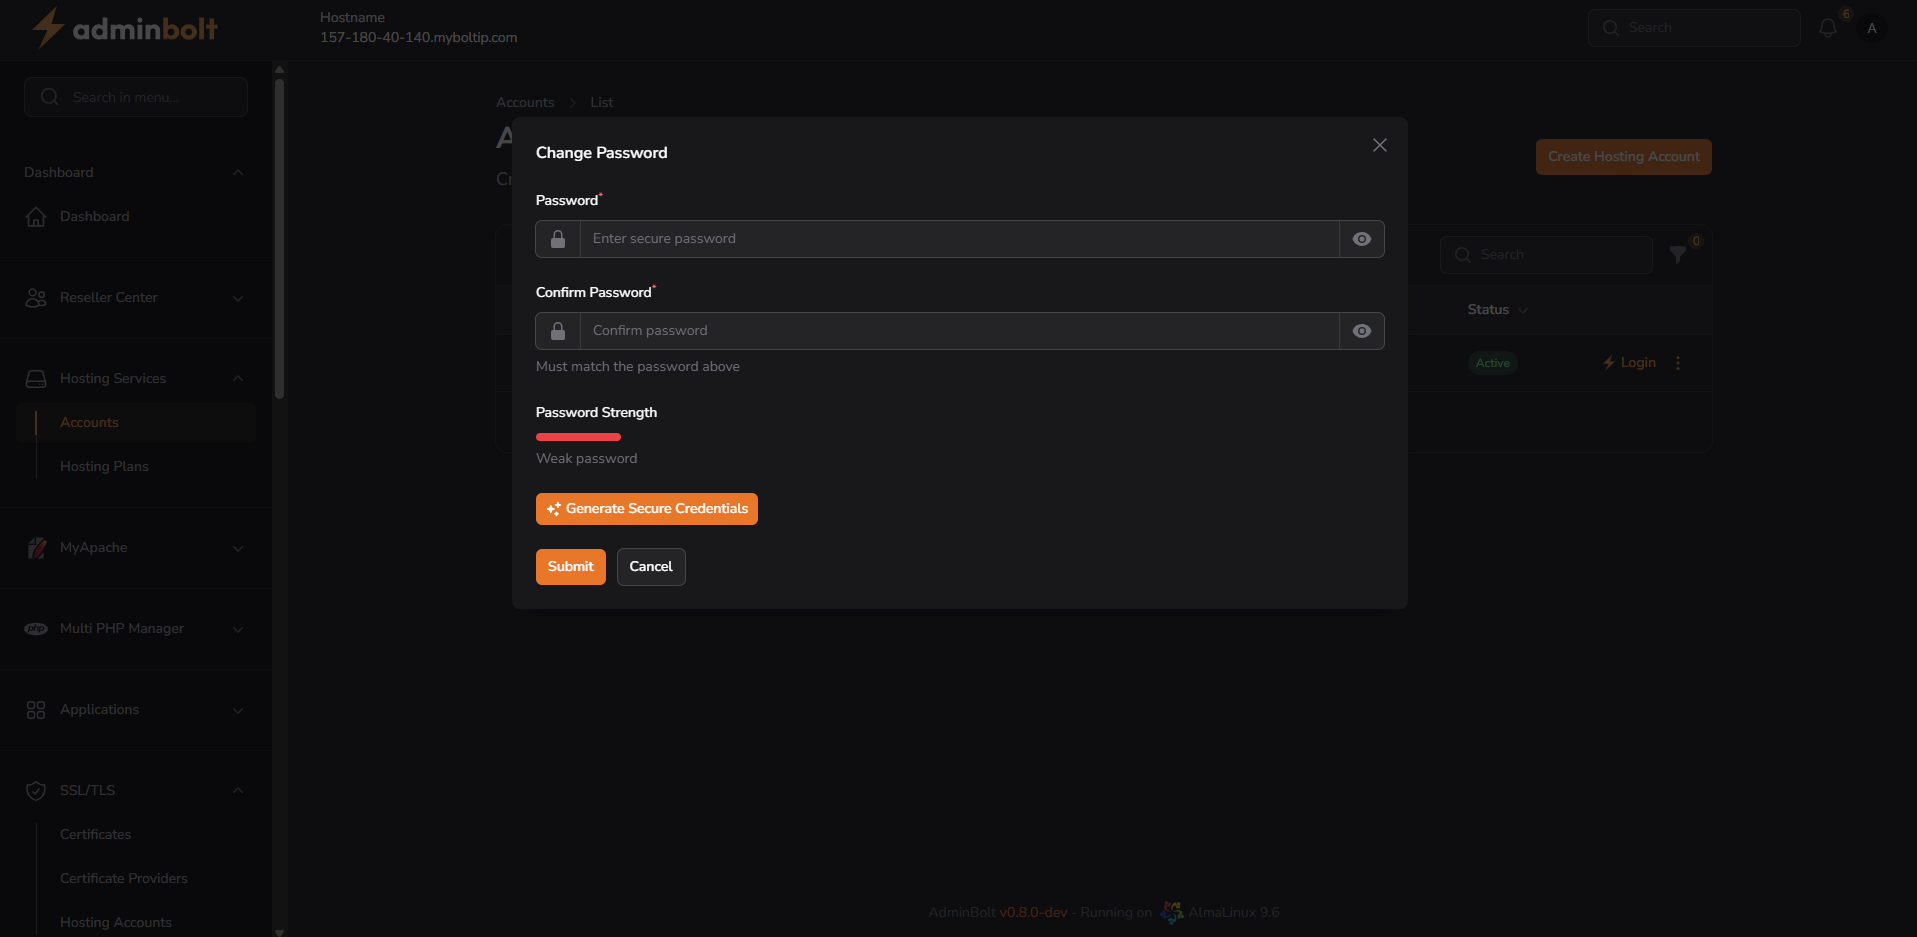 adminbolt
Hostname
157-180-40-140.myboltip.com
Search
6
A
Search in menu...
Dashboard
Dashboard
Reseller Center
Hosting Services
Accounts
Hosting Plans
MyApache
php
Multi PHP Manager
Applications
SSL/TLS
Certificates
Certificate Providers
Hosting Accounts
Accounts > List
Create Hosting Account
Search
0
Status
Active
Login
Change Password
Password*
Enter secure password
Confirm Password*
Confirm password
Must match the password above
Password Strength
Weak password
Generate Secure Credentials
Submit
Cancel
AdminBolt v0.8.0-dev - Running on AlmaLinux 9.6